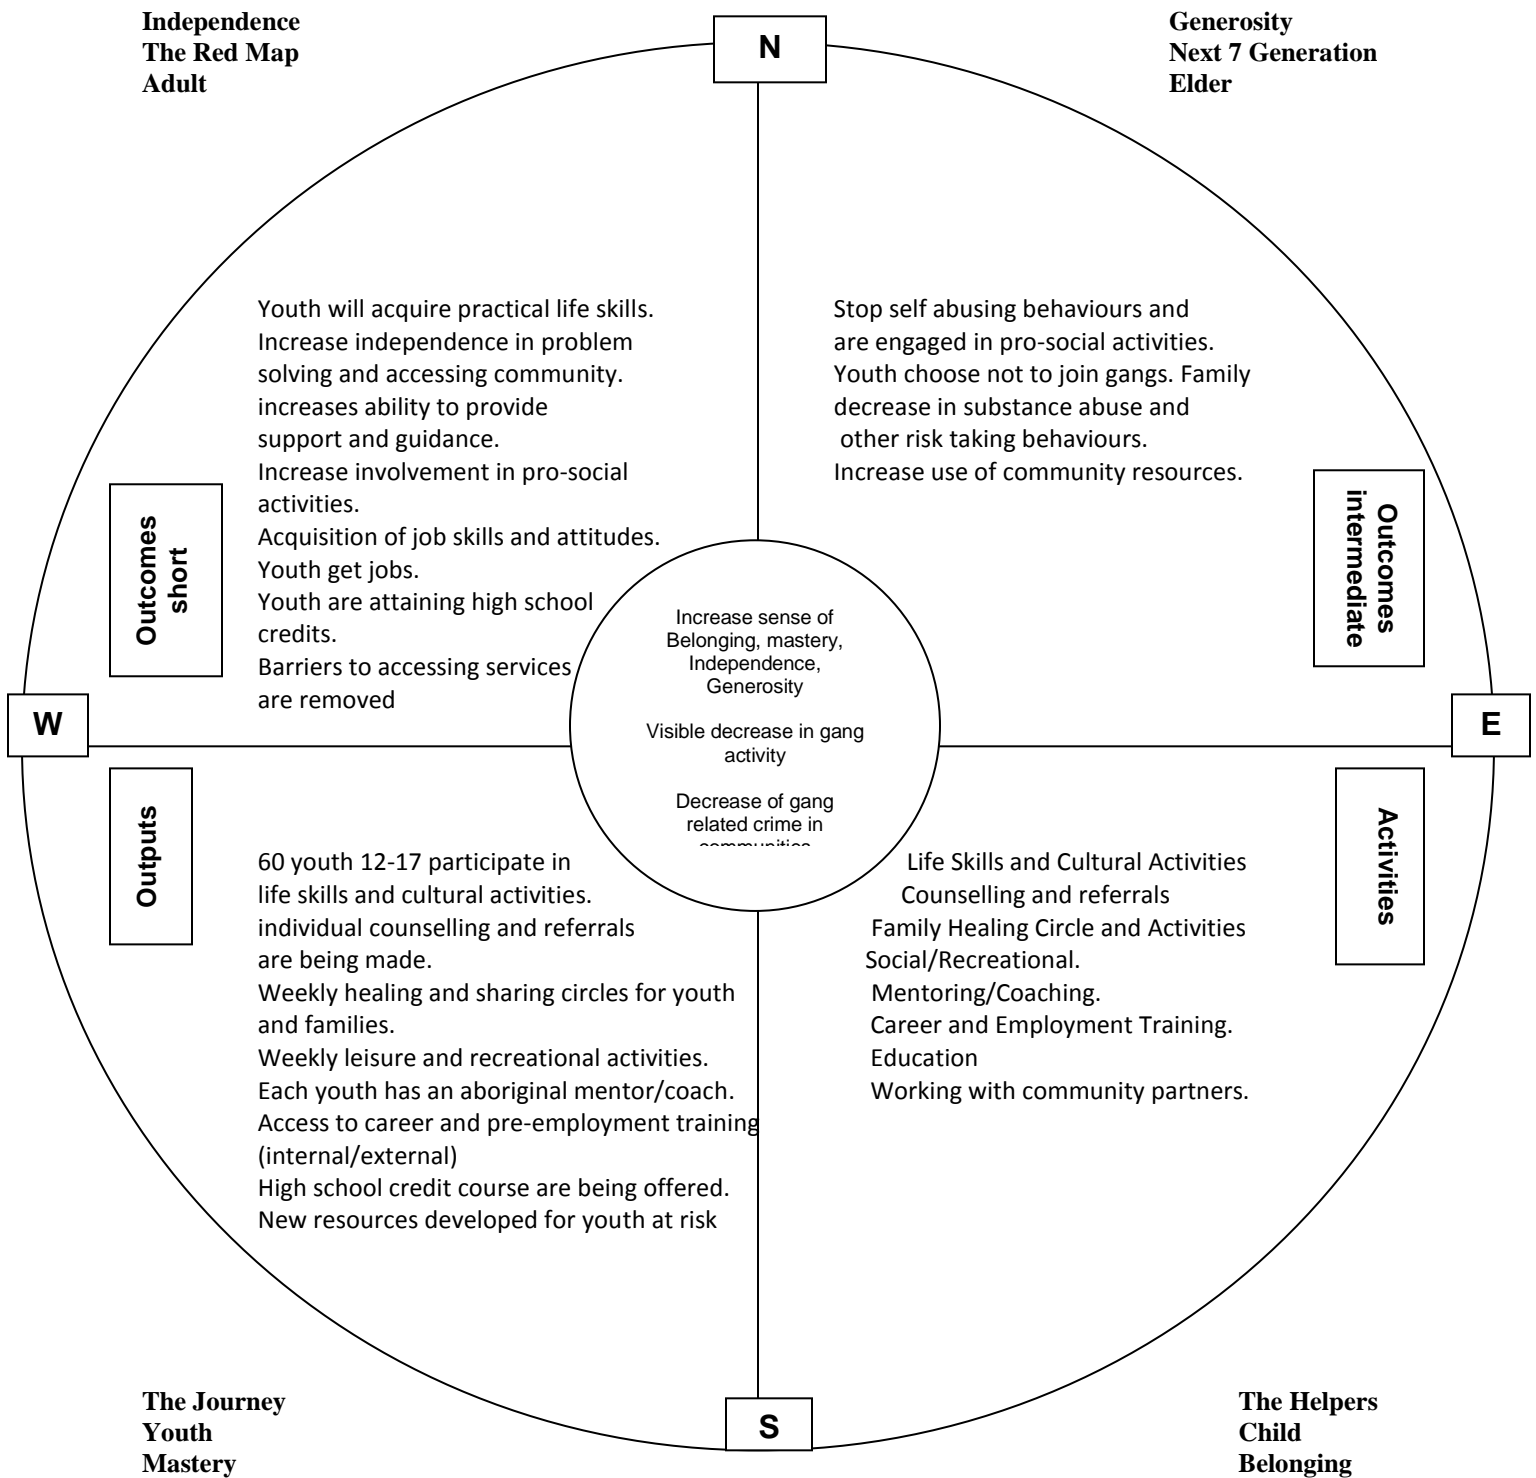 Independence
The Red Map
Adult
Generosity
Next 7 Generation
Elder
N
Youth will acquire practical life skills.
Increase independence in problem
solving and accessing community.
increases ability to provide
support and guidance.
Increase involvement in pro-social
activities.
Acquisition of job skills and attitudes.
Youth get jobs.
Youth are attaining high school
credits.
Barriers to accessing services
are removed
Stop self abusing behaviours and
are engaged in pro-social activities.
Youth choose not to join gangs. Family
decrease in substance abuse and
other risk taking behaviours.
Increase use of community resources.
Outcomes
short
Outcomes
intermediate
Increase sense of
Belonging, mastery,
Independence,
Generosity
Visible decrease in gang
activity
Decrease of gang
related crime in
communities
W
E
Outputs
Activities
60 youth 12-17 participate in
life skills and cultural activities.
individual counselling and referrals
are being made.
Weekly healing and sharing circles for youth
and families.
Weekly leisure and recreational activities.
Each youth has an aboriginal mentor/coach.
Access to career and pre-employment training
(internal/external)
High school credit course are being offered.
New resources developed for youth at risk
Life Skills and Cultural Activities
Counselling and referrals
Family Healing Circle and Activities
Social/Recreational.
Mentoring/Coaching.
Career and Employment Training.
Education
Working with community partners.
S
The Journey
Youth
Mastery
The Helpers
Child
Belonging